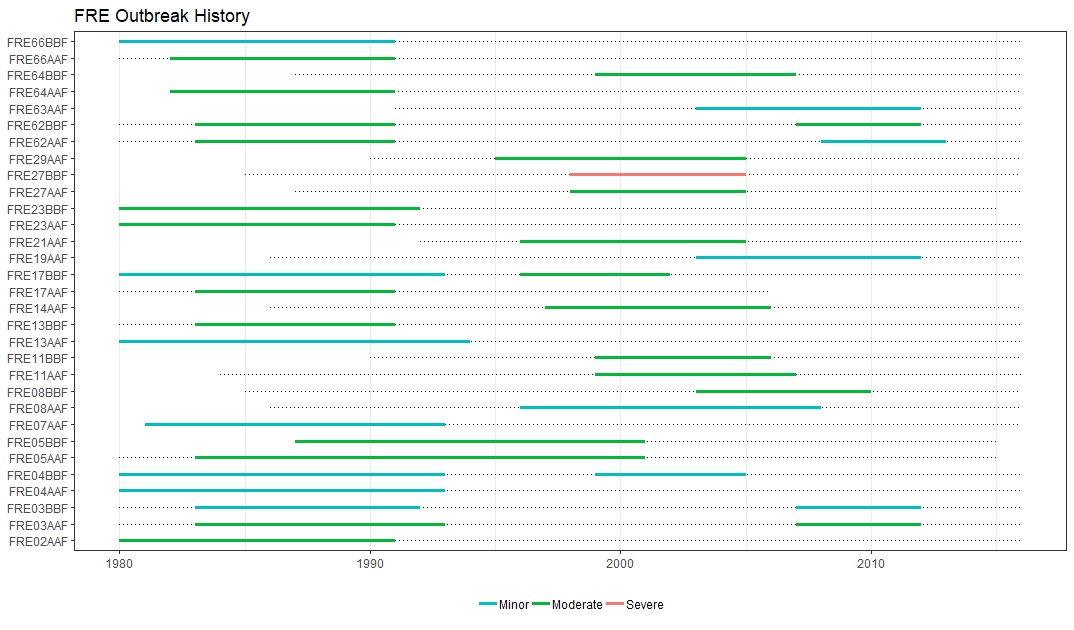 FRE Outbreak History
FRE66BBF
FRE66AAF
FRE64BBF
FRE64AAF
FRE63AAF
FRE62BBF
FRE62AAF
FRE29AAF
FRE27BBF
FRE27AAF
FRE23BBF
FRE23AAF
FRE21AAF
FRE19AAF
FRE17BBF
FRE17AAF
FRE14AAF
FRE13BBF
FRE13AAF
FRE11BBF
FRE11AAF
FRE08BBF
FRE08AAF
FRE07AAF
FRE05BBF
FRE05AAF
FRE04BBF
FRE04AAF
FRE03BBF
FRE03AAF
FRE02AAF
1980 1990 2000 2010
Minor Moderate Severe